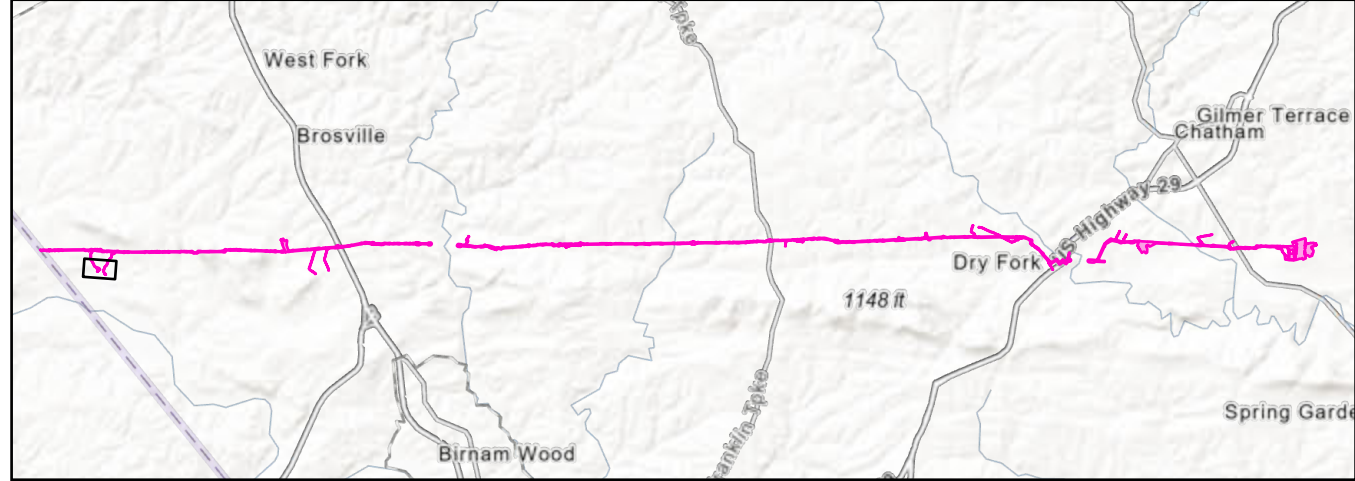 West Fork
Brosville
Gilmer Terrace
Chatham
US Highway 29
Dry Fork
1148 ft
Franklin Tpke
Spring Garde
Birnam Wood